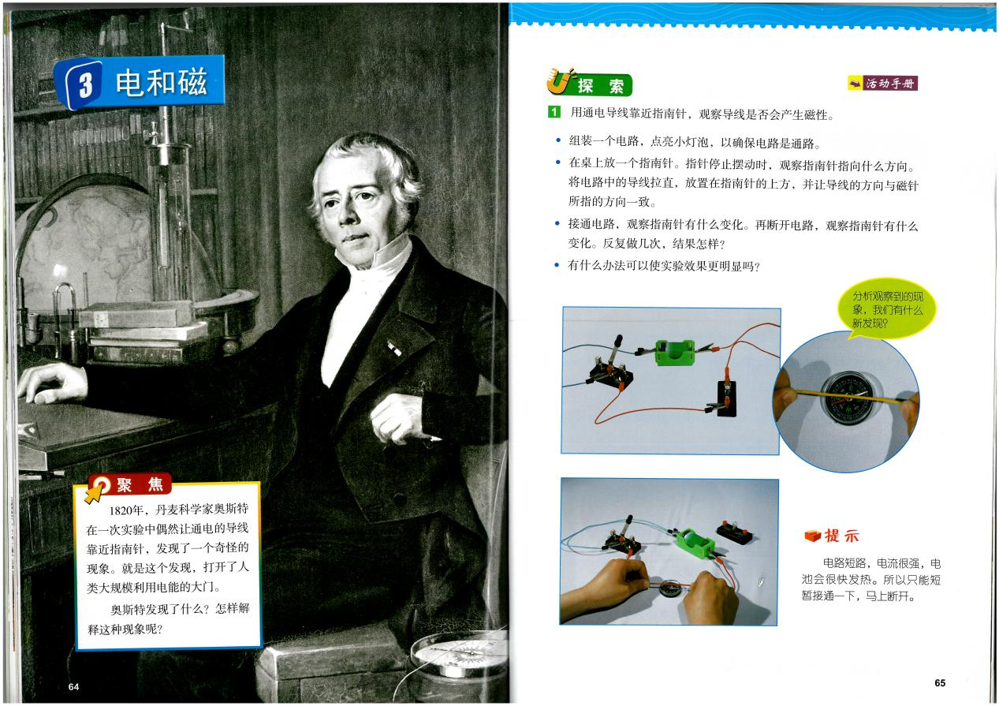 3 电和磁
聚 焦
1820年，丹麦科学家奥斯特
在一次实验中偶然让通电的导线
靠近指南针，发现了一个奇怪的
现象。就是这个发现，打开了人
类大规模利用电能的大门。
奥斯特发现了什么？怎样解
释这种现象呢？
64
探 索
活动手册
1 用通电导线靠近指南针，观察导线是否会产生磁性。
• 组装一个电路，点亮小灯泡，以确保电路是通路。
• 在桌上放一个指南针。指针停止摆动时，观察指南针指向什么方向。
将电路中的导线拉直，放置在指南针的上方，并让导线的方向与磁针
所指的方向一致。
• 接通电路，观察指南针有什么变化。再断开电路，观察指南针有什么
变化。反复做几次，结果怎样？
• 有什么办法可以使实验效果更明显吗？
分析观察到的现
象，我们有什么
新发现？
提示
电路短路，电流很强，电
池会很快发热。所以只能短
暂接通一下，马上断开。
65